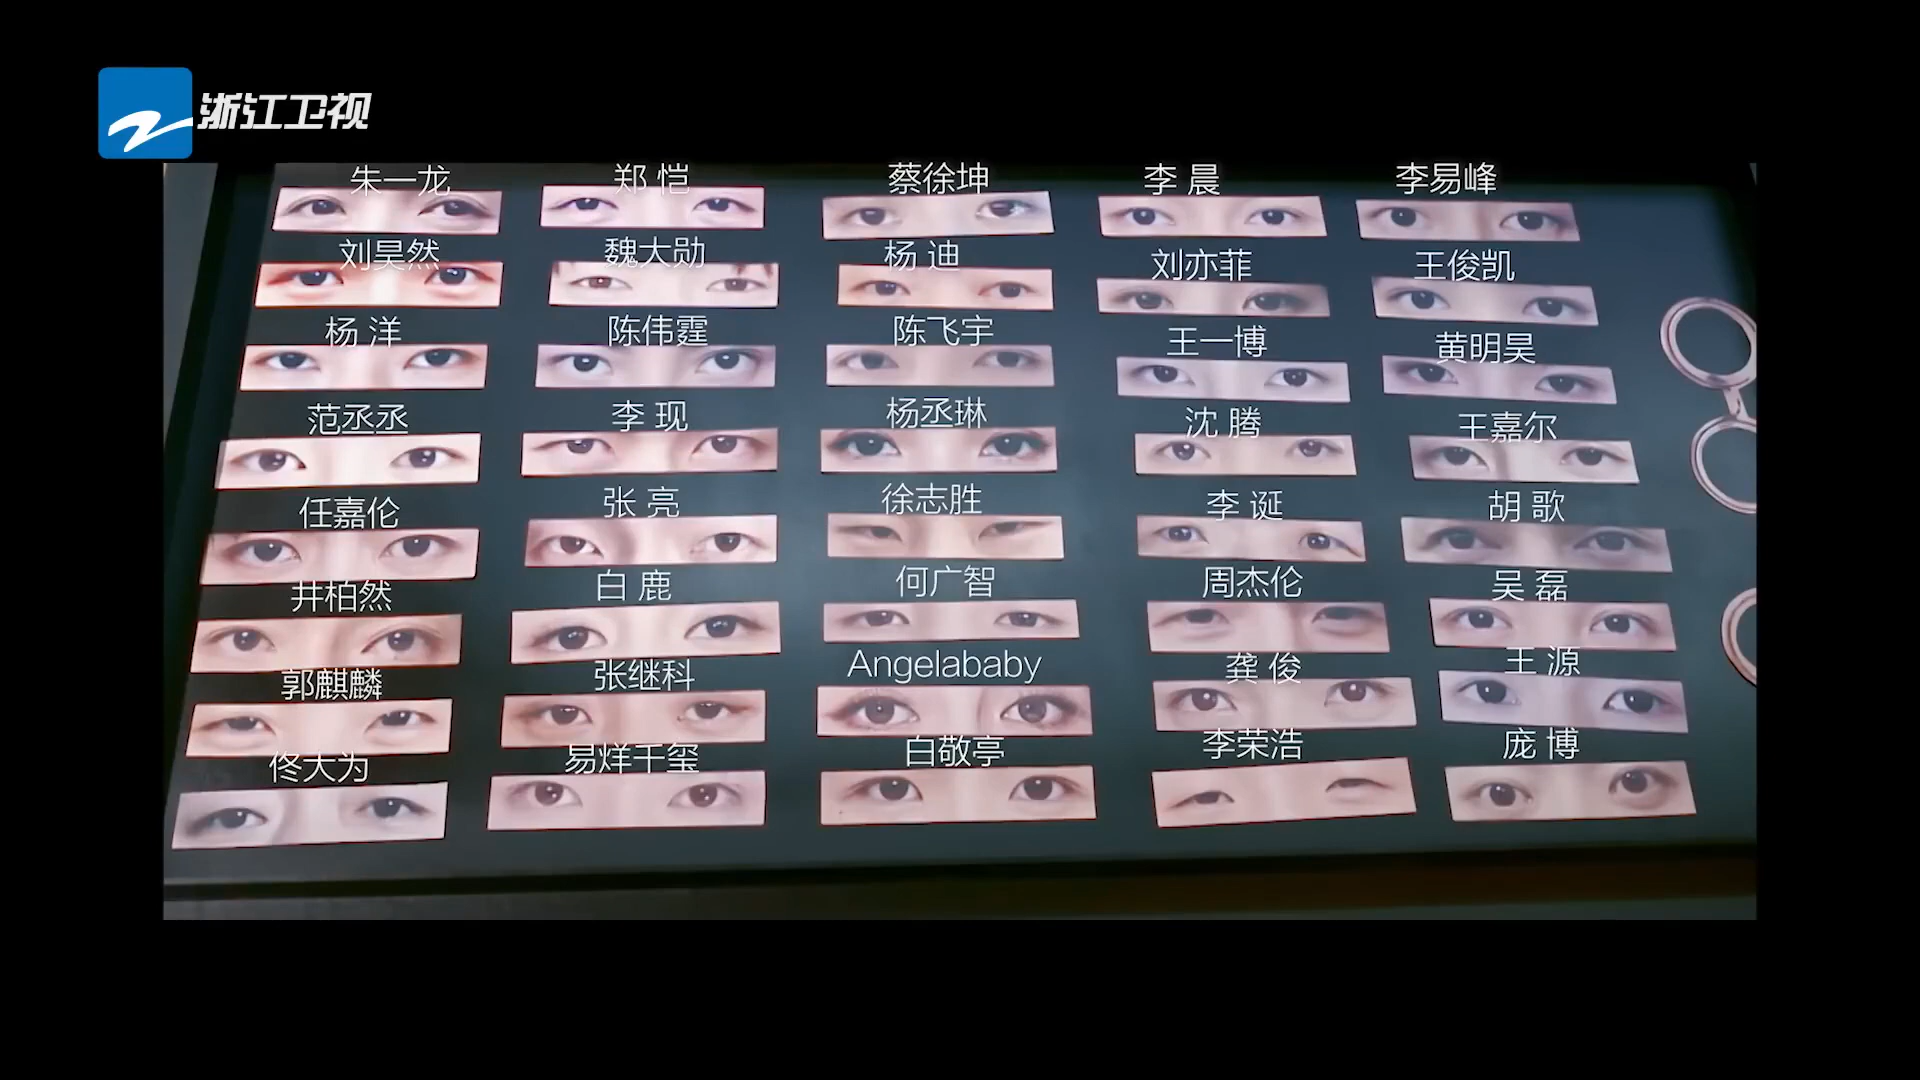 浙江卫视
朱一龙 郑 恺 蔡徐坤 李 晨 李易峰
刘昊然 魏大勋 杨 迪 刘亦菲 王俊凯
杨 洋 陈伟霆 陈飞宇 王一博 黄明昊
范丞丞 李 现 杨丞琳 沈 腾 王嘉尔
任嘉伦 张 亮 徐志胜 李 诞 胡 歌
井柏然 白 鹿 何广智 周杰伦 吴 磊
郭麒麟 张继科 Angelababy 龚 俊 王 源
佟大为 易烊千玺 白敬亭 李荣浩 庞 博